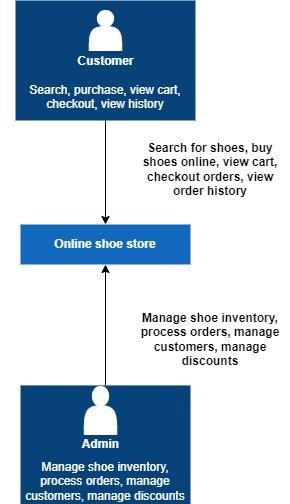 Customer
Search, purchase, view cart,
checkout, view history
Search for shoes, buy
shoes online, view cart,
checkout orders, view
order history
Online shoe store
Manage shoe inventory,
process orders, manage
customers, manage
discounts
Admin
Manage shoe inventory,
process orders, manage
customers, manage discounts